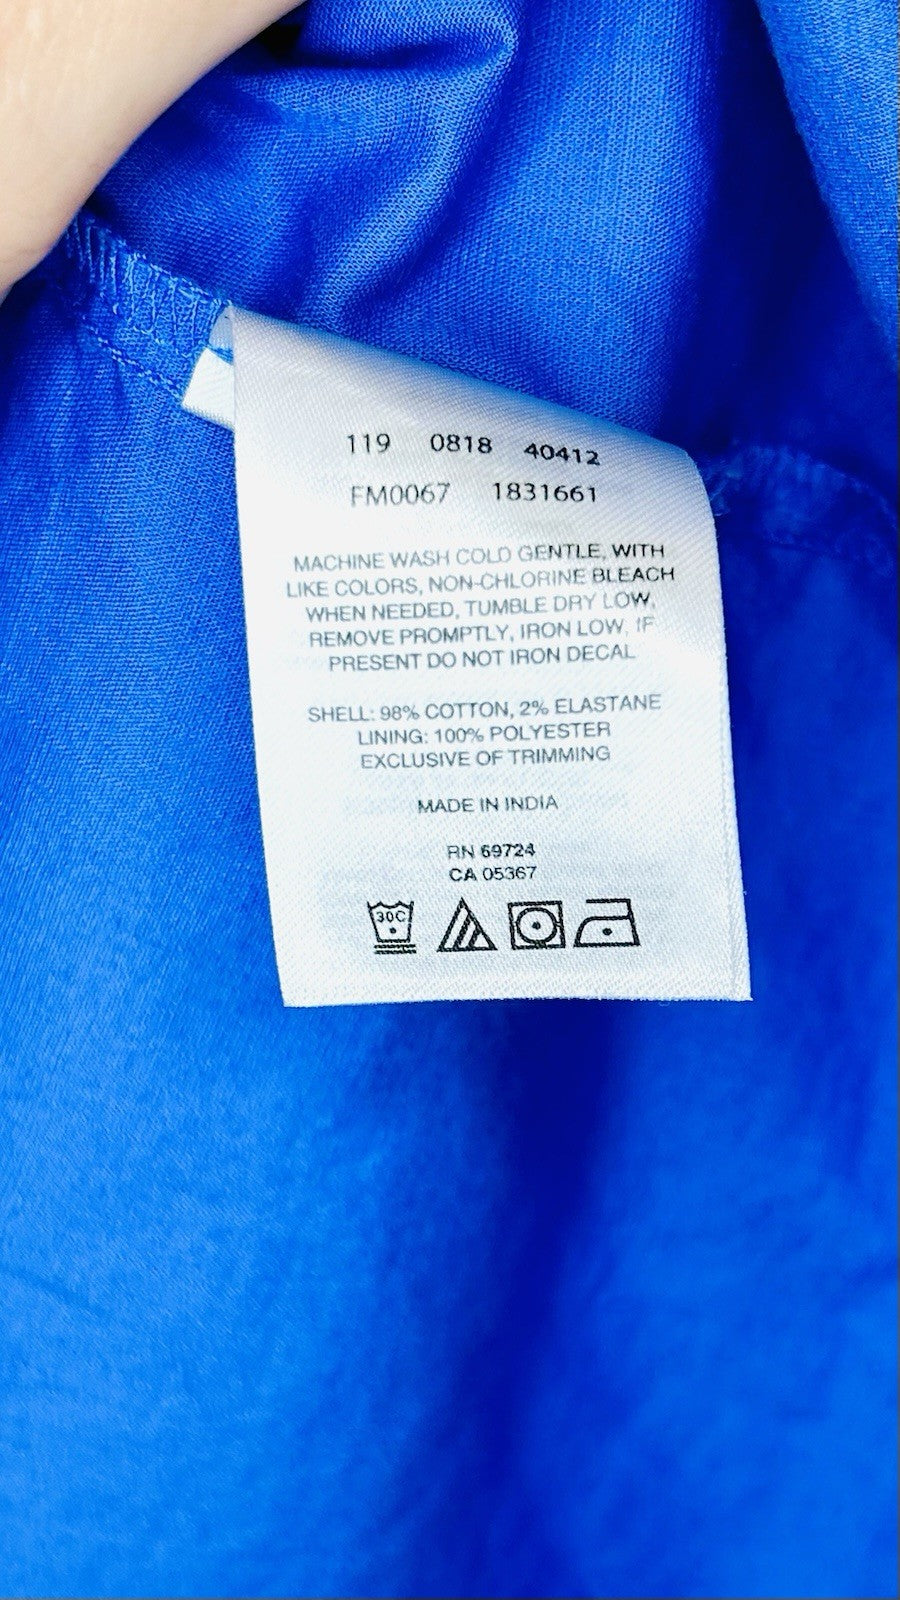 119 0818 40412
FM0067 1831661
MACHINE WASH COLD GENTLE, WITH
LIKE COLORS, NON-CHLORINE BLEACH
WHEN NEEDED, TUMBLE DRY LOW,
REMOVE PROMPTLY, IRON LOW, IF
PRESENT DO NOT IRON DECAL
SHELL: 98% COTTON, 2% ELASTANE
LINING: 100% POLYESTER
EXCLUSIVE OF TRIMMING
MADE IN INDIA
RN 69724
CA 05367
30C